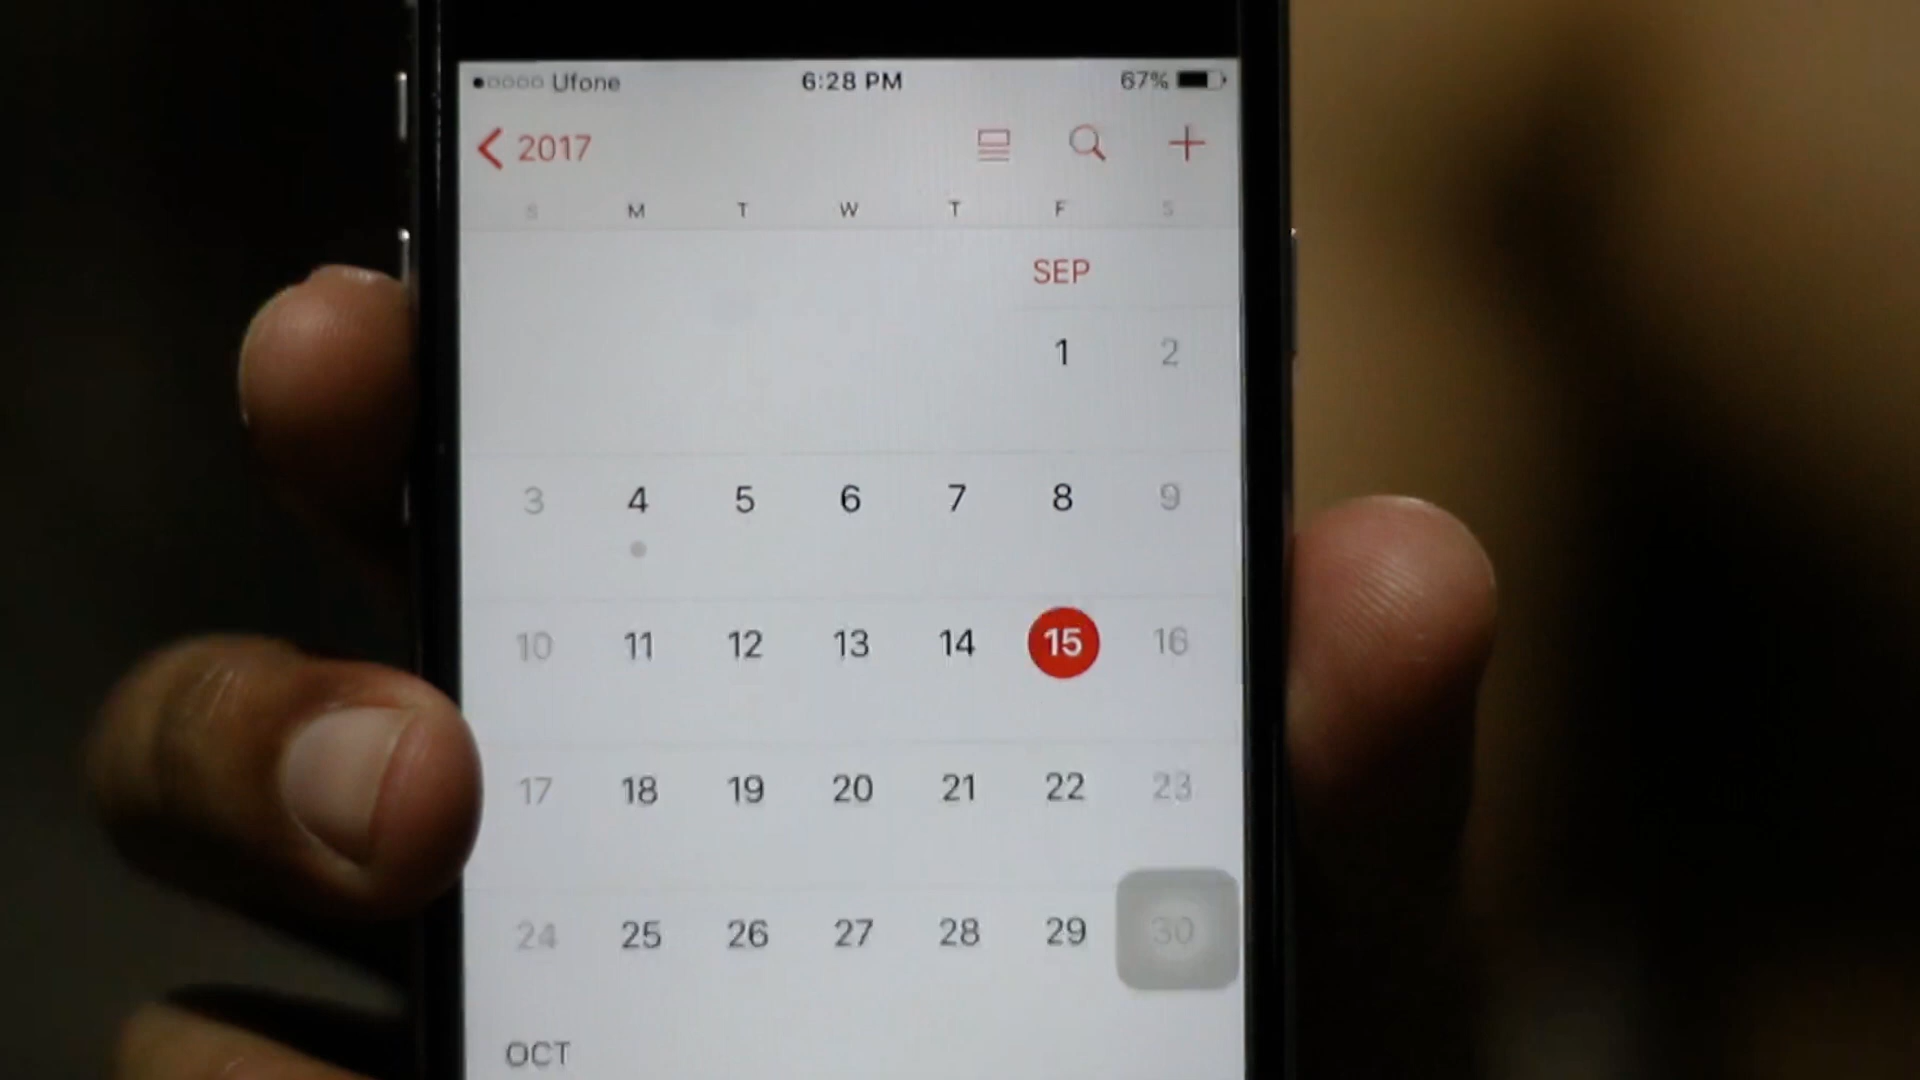 Ufone 6:28 PM 67%
2017
S M T W T F S
SEP
1 2
3 4 5 6 7 8 9
10 11 12 13 14 15 16
17 18 19 20 21 22 23
24 25 26 27 28 29 30
OCT